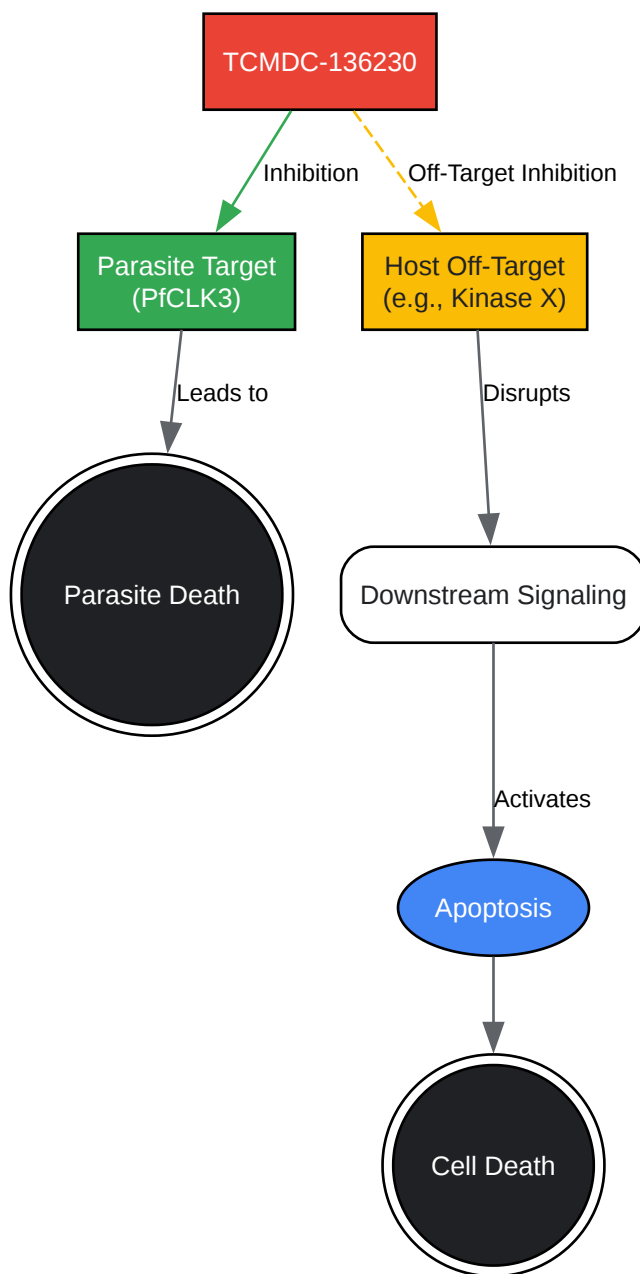 TCMDC-136230
Inhibition
Off-Target Inhibition
Parasite Target
(PfCLK3)
Host Off-Target
(e.g., Kinase X)
Leads to
Disrupts
Parasite Death
Downstream Signaling
Activates
Apoptosis
Cell Death